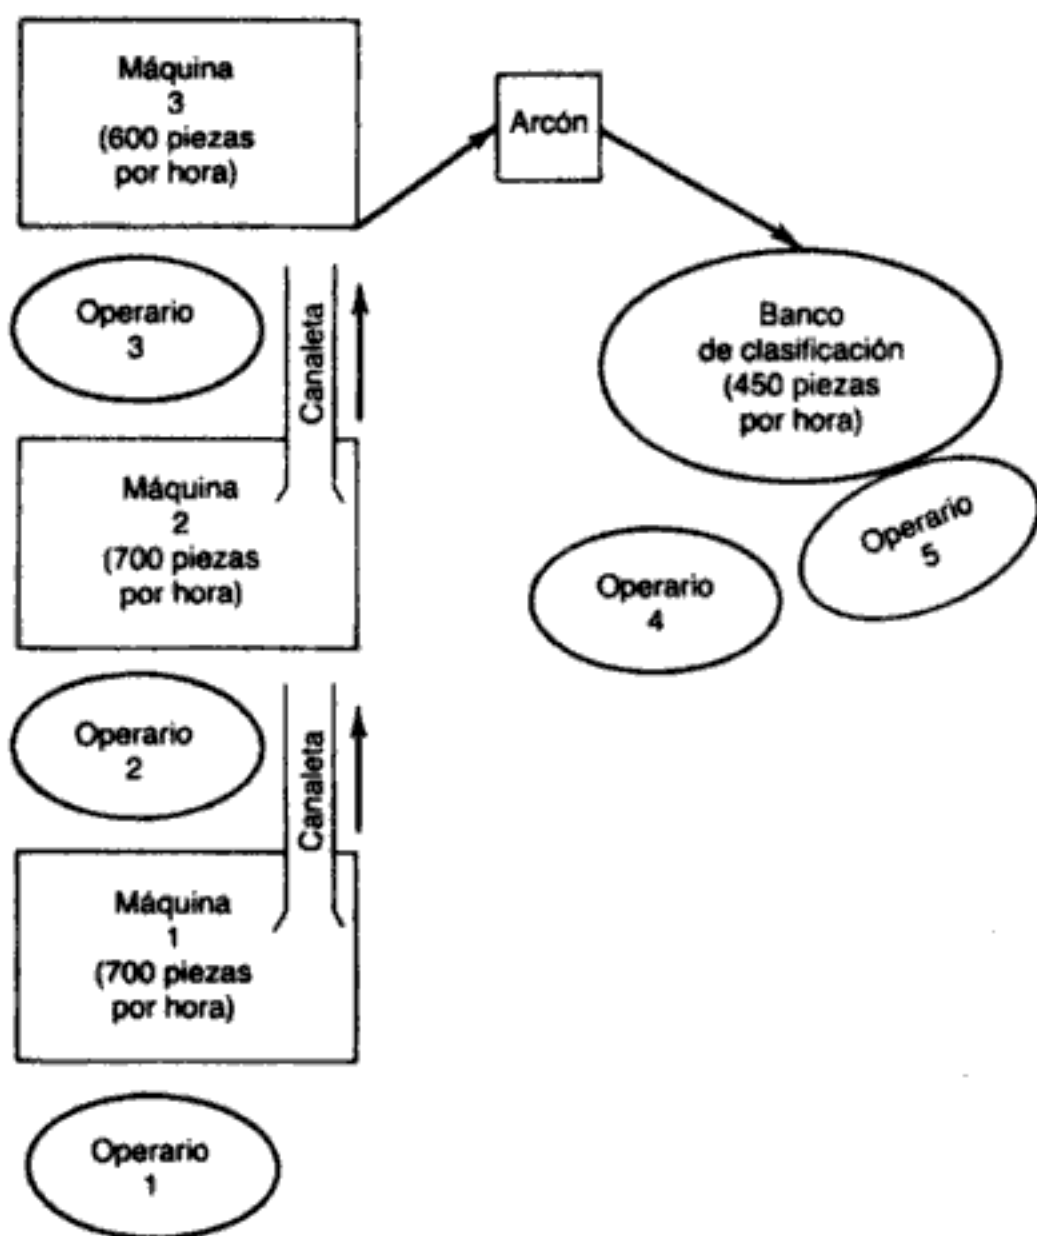 Máquina
3
(600 piezas
por hora)
Arcón
Operario
3
Canaleta
Banco
de clasificación
(450 piezas
por hora)
Máquina
2
(700 piezas
por hora)
Operario
5
Operario
4
Operario
2
Canaleta
Máquina
1
(700 piezas
por hora)
Operario
1